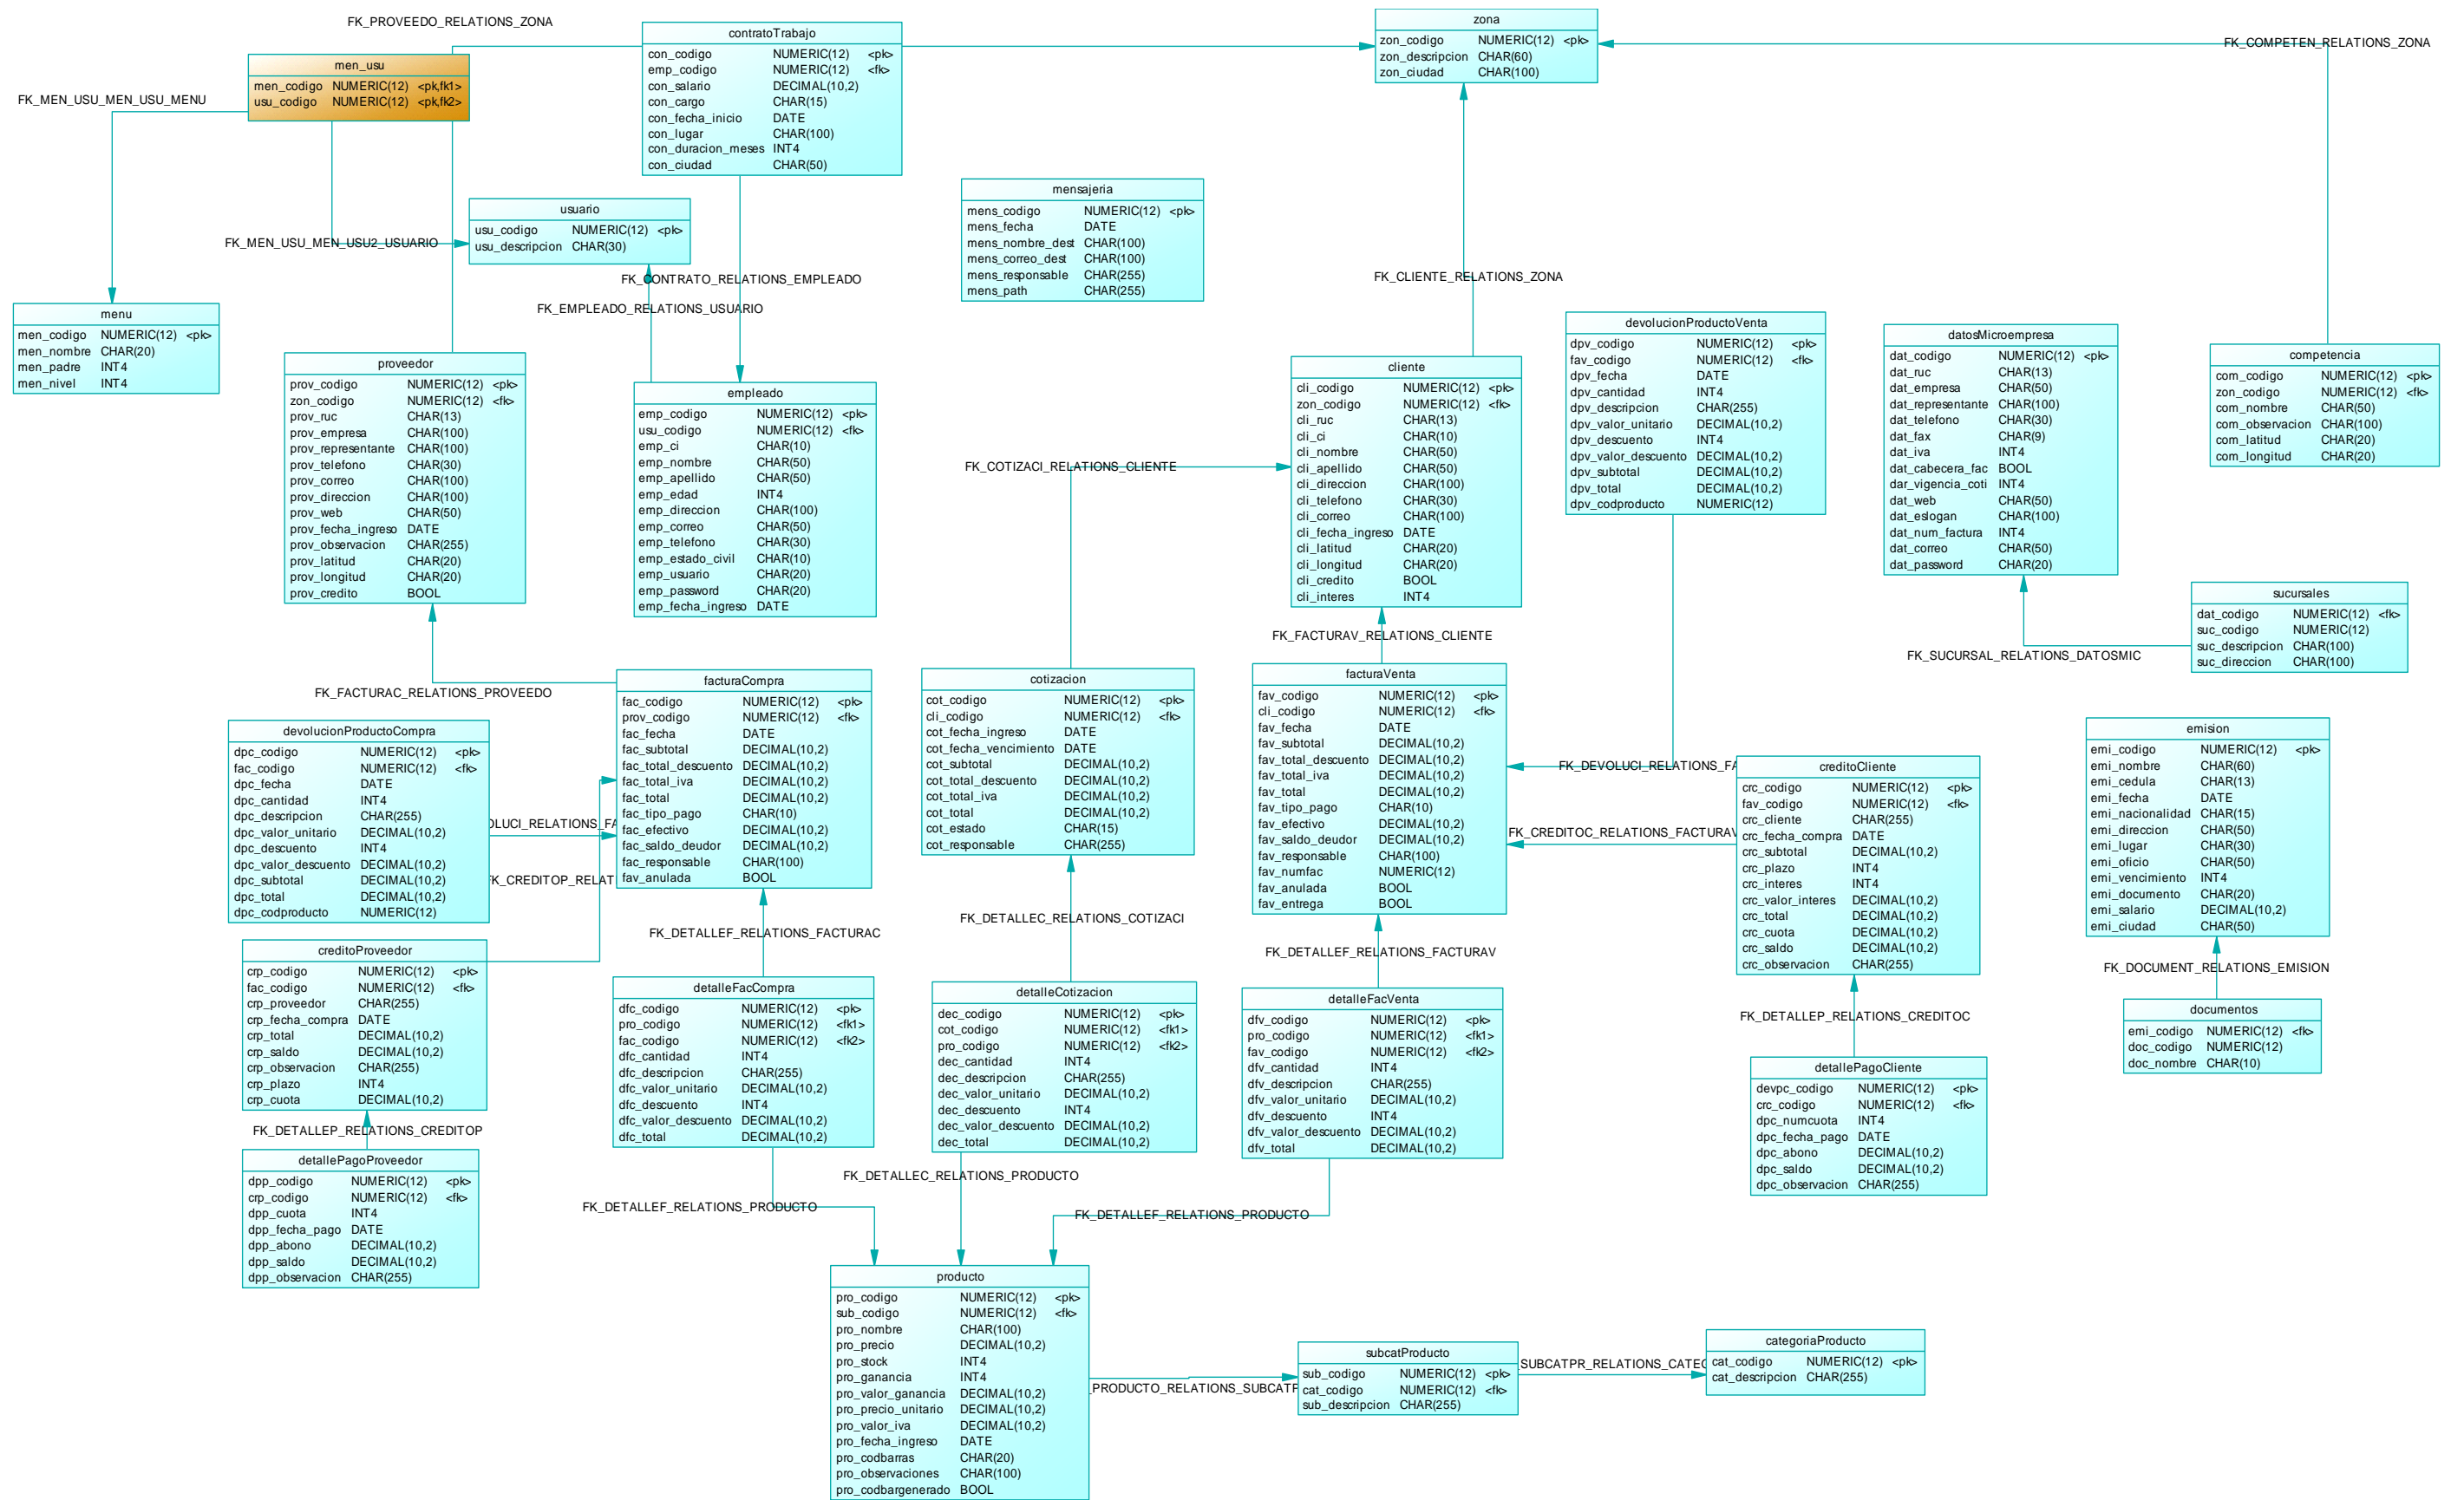 FK_PROVEEDO_RELATIONS_ZONA
contratoTrabajo
con_codigo NUMERIC(12) <pk>
emp_codigo NUMERIC(12) <fk>
con_salario DECIMAL(10,2)
con_cargo CHAR(15)
con_fecha_inicio DATE
con_lugar CHAR(100)
con_duracion_meses INT4
con_ciudad CHAR(50)
zona
zon_codigo NUMERIC(12) <pk>
zon_descripcion CHAR(60)
zon_ciudad CHAR(100)
FK_COMPETEN_RELATIONS_ZONA
men_usu
men_codigo NUMERIC(12) <pk,fk1>
usu_codigo NUMERIC(12) <pk,fk2>
FK_MEN_USU_MEN_USU_MENU
usuario
usu_codigo NUMERIC(12) <pk>
usu_descripcion CHAR(30)
FK_MEN_USU_MEN_USU2_USUARIO
mensajeria
mens_codigo NUMERIC(12) <pk>
mens_fecha DATE
mens_nombre_dest CHAR(100)
mens_correo_dest CHAR(100)
mens_responsable CHAR(255)
mens_path CHAR(255)
FK_CONTRATO_RELATIONS_EMPLEADO
FK_CLIENTE_RELATIONS_ZONA
FK_EMPLEADO_RELATIONS_USUARIO
menu
men_codigo NUMERIC(12) <pk>
men_nombre CHAR(20)
men_padre INT4
men_nivel INT4
proveedor
prov_codigo NUMERIC(12) <pk>
zon_codigo NUMERIC(12) <fk>
prov_ruc CHAR(13)
prov_empresa CHAR(100)
prov_representante CHAR(100)
prov_telefono CHAR(30)
prov_correo CHAR(100)
prov_direccion CHAR(100)
prov_web CHAR(50)
prov_fecha_ingreso DATE
prov_observacion CHAR(255)
prov_latitud CHAR(20)
prov_longitud CHAR(20)
prov_credito BOOL
empleado
emp_codigo NUMERIC(12) <pk>
usu_codigo NUMERIC(12) <fk>
emp_ci CHAR(10)
emp_nombre CHAR(50)
emp_apellido CHAR(50)
emp_edad INT4
emp_direccion CHAR(100)
emp_correo CHAR(50)
emp_telefono CHAR(30)
emp_estado_civil CHAR(10)
emp_usuario CHAR(20)
emp_password CHAR(20)
emp_fecha_ingreso DATE
cliente
cli_codigo NUMERIC(12) <pk>
zon_codigo NUMERIC(12) <fk>
cli_ruc CHAR(13)
cli_ci CHAR(10)
cli_nombre CHAR(50)
cli_apellido CHAR(50)
cli_direccion CHAR(100)
cli_telefono CHAR(30)
cli_correo CHAR(100)
cli_fecha_ingreso DATE
cli_latitud CHAR(20)
cli_longitud CHAR(20)
cli_credito BOOL
cli_interes INT4
FK_COTIZACI_RELATIONS_CLIENTE
devolucionProductoVenta
dpv_codigo NUMERIC(12) <pk>
fav_codigo NUMERIC(12) <fk>
dpv_fecha DATE
dpv_cantidad INT4
dpv_descripcion CHAR(255)
dpv_valor_unitario DECIMAL(10,2)
dpv_descuento INT4
dpv_valor_descuento DECIMAL(10,2)
dpv_subtotal DECIMAL(10,2)
dpv_total DECIMAL(10,2)
dpv_codproducto NUMERIC(12)
datosMicroempresa
dat_codigo NUMERIC(12) <pk>
dat_ruc CHAR(13)
dat_empresa CHAR(50)
dat_representante CHAR(100)
dat_telefono CHAR(30)
dat_fax CHAR(9)
dat_iva INT4
dat_cabecera_fac BOOL
dar_vigencia_coti INT4
dat_web CHAR(50)
dat_eslogan CHAR(100)
dat_num_factura INT4
dat_correo CHAR(50)
dat_password CHAR(20)
competencia
com_codigo NUMERIC(12) <pk>
zon_codigo NUMERIC(12) <fk>
com_nombre CHAR(50)
com_observacion CHAR(100)
com_latitud CHAR(20)
com_longitud CHAR(20)
sucursales
dat_codigo NUMERIC(12) <fk>
suc_codigo NUMERIC(12)
suc_descripcion CHAR(100)
suc_direccion CHAR(100)
FK_SUCURSAL_RELATIONS_DATOSMIC
FK_FACTURAV_RELATIONS_CLIENTE
FK_FACTURAC_RELATIONS_PROVEEDO
facturaCompra
fac_codigo NUMERIC(12) <pk>
prov_codigo NUMERIC(12) <fk>
fac_fecha DATE
fac_subtotal DECIMAL(10,2)
fac_total_descuento DECIMAL(10,2)
fac_total_iva DECIMAL(10,2)
fac_total DECIMAL(10,2)
fac_tipo_pago CHAR(10)
fac_efectivo DECIMAL(10,2)
fac_saldo_deudor DECIMAL(10,2)
fac_responsable CHAR(100)
fav_anulada BOOL
cotizacion
cot_codigo NUMERIC(12) <pk>
cli_codigo NUMERIC(12) <fk>
cot_fecha_ingreso DATE
cot_fecha_vencimiento DATE
cot_subtotal DECIMAL(10,2)
cot_total_descuento DECIMAL(10,2)
cot_total_iva DECIMAL(10,2)
cot_total DECIMAL(10,2)
cot_estado CHAR(15)
cot_responsable CHAR(255)
facturaVenta
fav_codigo NUMERIC(12) <pk>
cli_codigo NUMERIC(12) <fk>
fav_fecha DATE
fav_subtotal DECIMAL(10,2)
fav_total_descuento DECIMAL(10,2)
fav_total_iva DECIMAL(10,2)
fav_total DECIMAL(10,2)
fav_tipo_pago CHAR(10)
fav_efectivo DECIMAL(10,2)
fav_saldo_deudor DECIMAL(10,2)
fav_responsable CHAR(100)
fav_numfac NUMERIC(12)
fav_anulada BOOL
fav_entrega BOOL
devolucionProductoCompra
dpc_codigo NUMERIC(12) <pk>
fac_codigo NUMERIC(12) <fk>
dpc_fecha DATE
dpc_cantidad INT4
dpc_descripcion CHAR(255)
dpc_valor_unitario DECIMAL(10,2)
dpc_descuento INT4
dpc_valor_descuento DECIMAL(10,2)
dpc_subtotal DECIMAL(10,2)
dpc_total DECIMAL(10,2)
dpc_codproducto NUMERIC(12)
OLUCI_RELATIONS_FA
FK_CREDITOP_RELAT
FK_DEVOLUCI_RELATIONS_FA
FK_CREDITOC_RELATIONS_FACTURAV
creditoCliente
crc_codigo NUMERIC(12) <pk>
fav_codigo NUMERIC(12) <fk>
crc_cliente CHAR(255)
crc_fecha_compra DATE
crc_subtotal DECIMAL(10,2)
crc_plazo INT4
crc_interes INT4
crc_valor_interes DECIMAL(10,2)
crc_total DECIMAL(10,2)
crc_cuota DECIMAL(10,2)
crc_saldo DECIMAL(10,2)
crc_observacion CHAR(255)
emision
emi_codigo NUMERIC(12) <pk>
emi_nombre CHAR(60)
emi_cedula CHAR(13)
emi_fecha DATE
emi_nacionalidad CHAR(15)
emi_direccion CHAR(50)
emi_lugar CHAR(30)
emi_oficio CHAR(50)
emi_vencimiento INT4
emi_documento CHAR(20)
emi_salario DECIMAL(10,2)
emi_ciudad CHAR(50)
FK_DETALLEF_RELATIONS_FACTURAC
FK_DETALLEC_RELATIONS_COTIZACI
FK_DETALLEF_RELATIONS_FACTURAV
FK_DOCUMENT_RELATIONS_EMISION
creditoProveedor
crp_codigo NUMERIC(12) <pk>
fac_codigo NUMERIC(12) <fk>
crp_proveedor CHAR(255)
crp_fecha_compra DATE
crp_total DECIMAL(10,2)
crp_saldo DECIMAL(10,2)
crp_observacion CHAR(255)
crp_plazo INT4
crp_cuota DECIMAL(10,2)
detalleFacCompra
dfc_codigo NUMERIC(12) <pk>
pro_codigo NUMERIC(12) <fk1>
fac_codigo NUMERIC(12) <fk2>
dfc_cantidad INT4
dfc_descripcion CHAR(255)
dfc_valor_unitario DECIMAL(10,2)
dfc_descuento INT4
dfc_valor_descuento DECIMAL(10,2)
dfc_total DECIMAL(10,2)
detalleCotizacion
dec_codigo NUMERIC(12) <pk>
cot_codigo NUMERIC(12) <fk1>
pro_codigo NUMERIC(12) <fk2>
dec_cantidad INT4
dec_descripcion CHAR(255)
dec_valor_unitario DECIMAL(10,2)
dec_descuento INT4
dec_valor_descuento DECIMAL(10,2)
dec_total DECIMAL(10,2)
detalleFacVenta
dfv_codigo NUMERIC(12) <pk>
pro_codigo NUMERIC(12) <fk1>
fav_codigo NUMERIC(12) <fk2>
dfv_cantidad INT4
dfv_descripcion CHAR(255)
dfv_valor_unitario DECIMAL(10,2)
dfv_descuento INT4
dfv_valor_descuento DECIMAL(10,2)
dfv_total DECIMAL(10,2)
FK_DETALLEP_RELATIONS_CREDITOC
documentos
emi_codigo NUMERIC(12) <fk>
doc_codigo NUMERIC(12)
doc_nombre CHAR(10)
detallePagoCliente
devpc_codigo NUMERIC(12) <pk>
crc_codigo NUMERIC(12) <fk>
dpc_numcuota INT4
dpc_fecha_pago DATE
dpc_abono DECIMAL(10,2)
dpc_saldo DECIMAL(10,2)
dpc_observacion CHAR(255)
FK_DETALLEP_RELATIONS_CREDITOP
detallePagoProveedor
dpp_codigo NUMERIC(12) <pk>
crp_codigo NUMERIC(12) <fk>
dpp_cuota INT4
dpp_fecha_pago DATE
dpp_abono DECIMAL(10,2)
dpp_saldo DECIMAL(10,2)
dpp_observacion CHAR(255)
FK_DETALLEC_RELATIONS_PRODUCTO
FK_DETALLEF_RELATIONS_PRODUCTO
FK_DETALLEF_RELATIONS_PRODUCTO
producto
pro_codigo NUMERIC(12) <pk>
sub_codigo NUMERIC(12) <fk>
pro_nombre CHAR(100)
pro_precio DECIMAL(10,2)
pro_stock INT4
pro_ganancia INT4
pro_valor_ganancia DECIMAL(10,2)
pro_precio_unitario DECIMAL(10,2)
pro_valor_iva DECIMAL(10,2)
pro_fecha_ingreso DATE
pro_codbarras CHAR(20)
pro_observaciones CHAR(100)
pro_codbargenerado BOOL
_PRODUCTO_RELATIONS_SUBCATP
subcatProducto
sub_codigo NUMERIC(12) <pk>
cat_codigo NUMERIC(12) <fk>
sub_descripcion CHAR(255)
SUBCATPR_RELATIONS_CATEG
categoriaProducto
cat_codigo NUMERIC(12) <pk>
cat_descripcion CHAR(255)